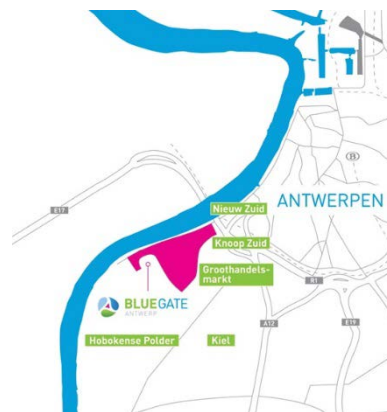 B
Nieuw Zuid
ANTWERPEN
E17
Knoop Zuid
Groothandels-
markt
R1
BLUEGATE
ANTWERP
A12
E19
Hobokense Polder
Kiel